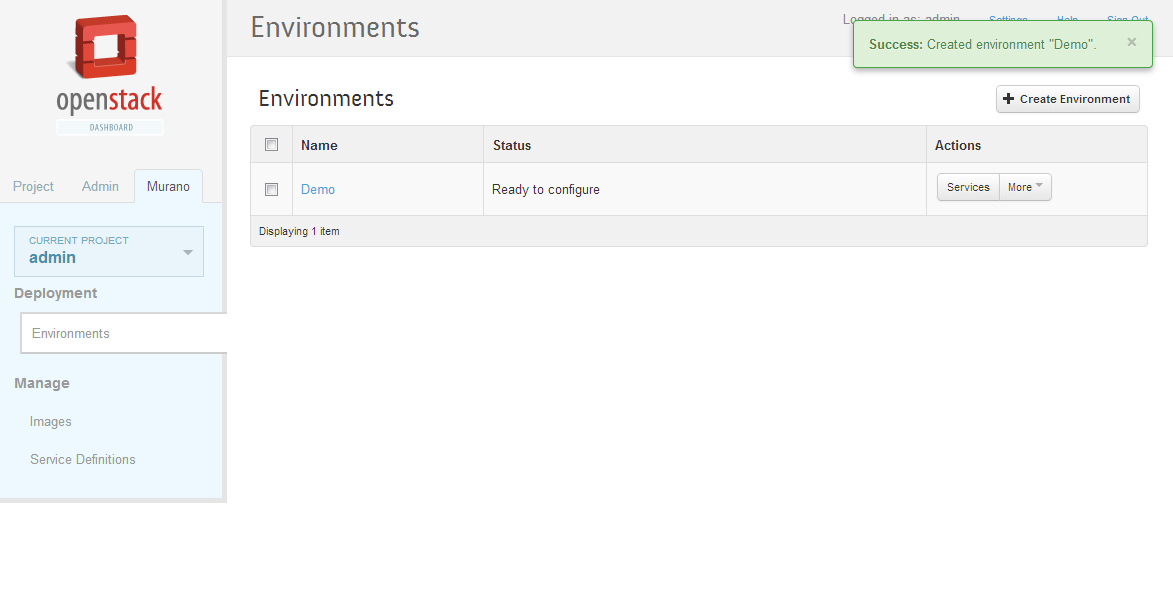 openstack
DASHBOARD
Project
Admin
Murano
CURRENT PROJECT
admin
Deployment
Environments
Manage
Images
Service Definitions
Environments
Logged in as: admin
Settings
Help
Sign Out
Success: Created environment "Demo".
×
Environments
Create Environment
Name
Status
Actions
Demo
Ready to configure
Services
More
Displaying 1 item